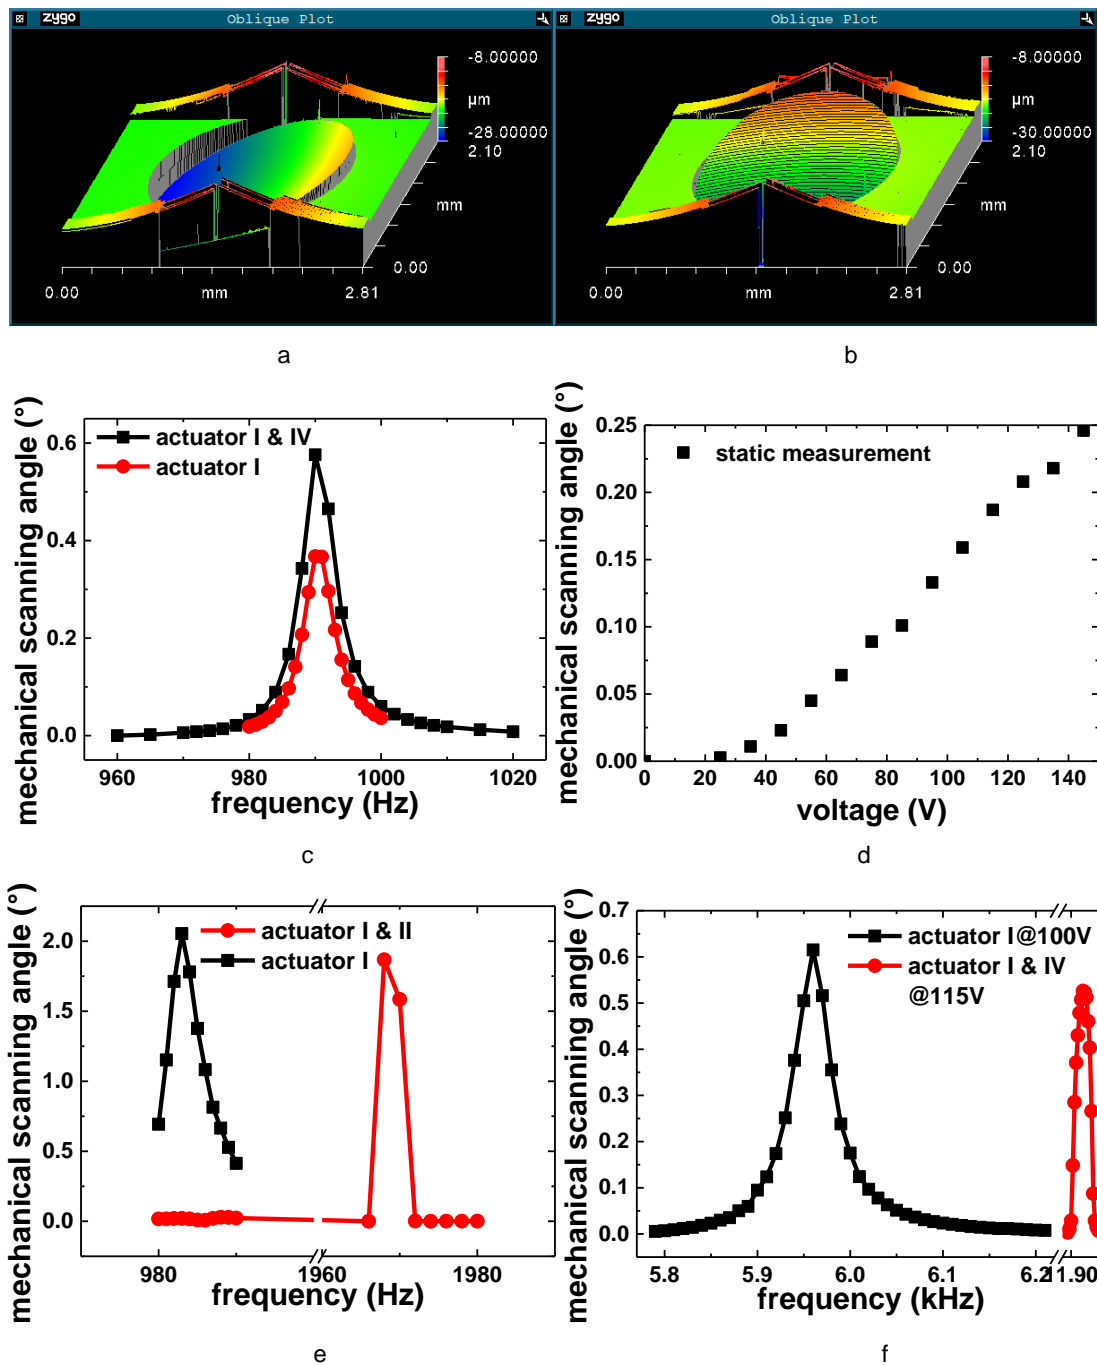 zygo Oblique Plot
-8.00000
µm
-28.00000
2.10
mm
0.00
0.00 mm 2.81
zygo Oblique Plot
-8.00000
µm
-30.00000
2.10
mm
0.00
0.00 mm 2.81
a
b
mechanical scanning angle (°)
0.6
0.4
0.2
0.0
actuator I & IV
actuator I
960 980 1000 1020
frequency (Hz)
c
mechanical scanning angle (°)
0.25
0.20
0.15
0.10
0.05
0.00
static measurement
0 20 40 60 80 100 120 140
voltage (V)
d
mechanical scanning angle (°)
2.0
1.5
1.0
0.5
0.0
actuator I & II
actuator I
980 1960 1980
frequency (Hz)
e
mechanical scanning angle (°)
0.7
0.6
0.5
0.4
0.3
0.2
0.1
0.0
actuator I@100V
actuator I & IV
@115V
5.8 5.9 6.0 6.1 6.2 11.90
frequency (kHz)
f